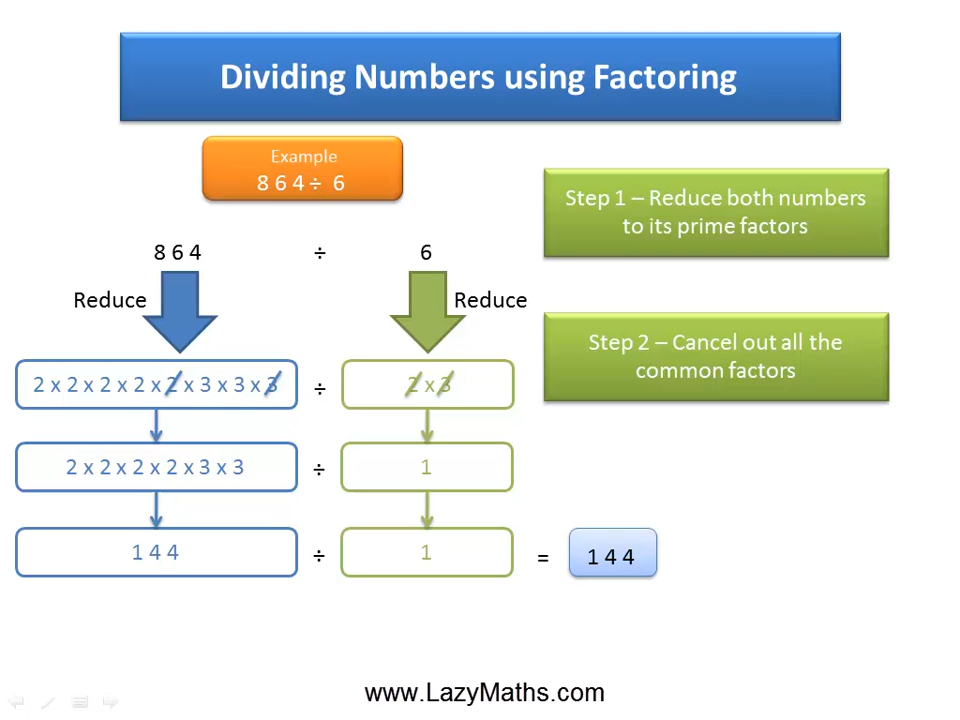 Dividing Numbers using Factoring
Example
8 6 4 ÷ 6
Step 1 – Reduce both numbers
to its prime factors
8 6 4 ÷ 6
Reduce Reduce
Step 2 – Cancel out all the
common factors
2 x 2 x 2 x 2 x 2 x 3 x 3 x 3 ÷ 2 x 3
2 x 2 x 2 x 2 x 3 x 3 ÷ 1
1 4 4 ÷ 1 = 1 4 4
www.LazyMaths.com